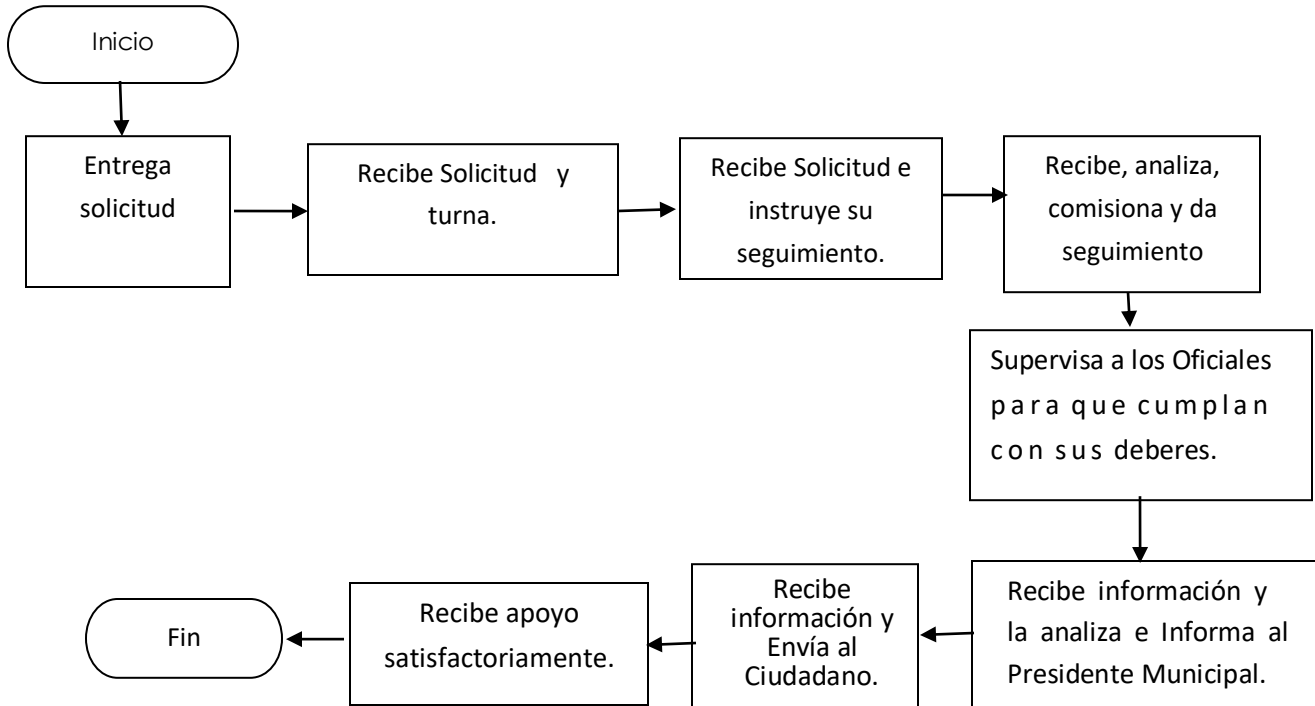 Inicio
Entrega
solicitud
Recibe Solicitud y
turna.
Recibe Solicitud e
instruye su
seguimiento.
Recibe, analiza,
comisiona y da
seguimiento
Supervisa a los Oficiales
para que cumplan
con sus deberes.
Recibe información y
la analiza e Informa al
Presidente Municipal.
Recibe
información y
Envía al
Ciudadano.
Recibe apoyo
satisfactoriamente.
Fin